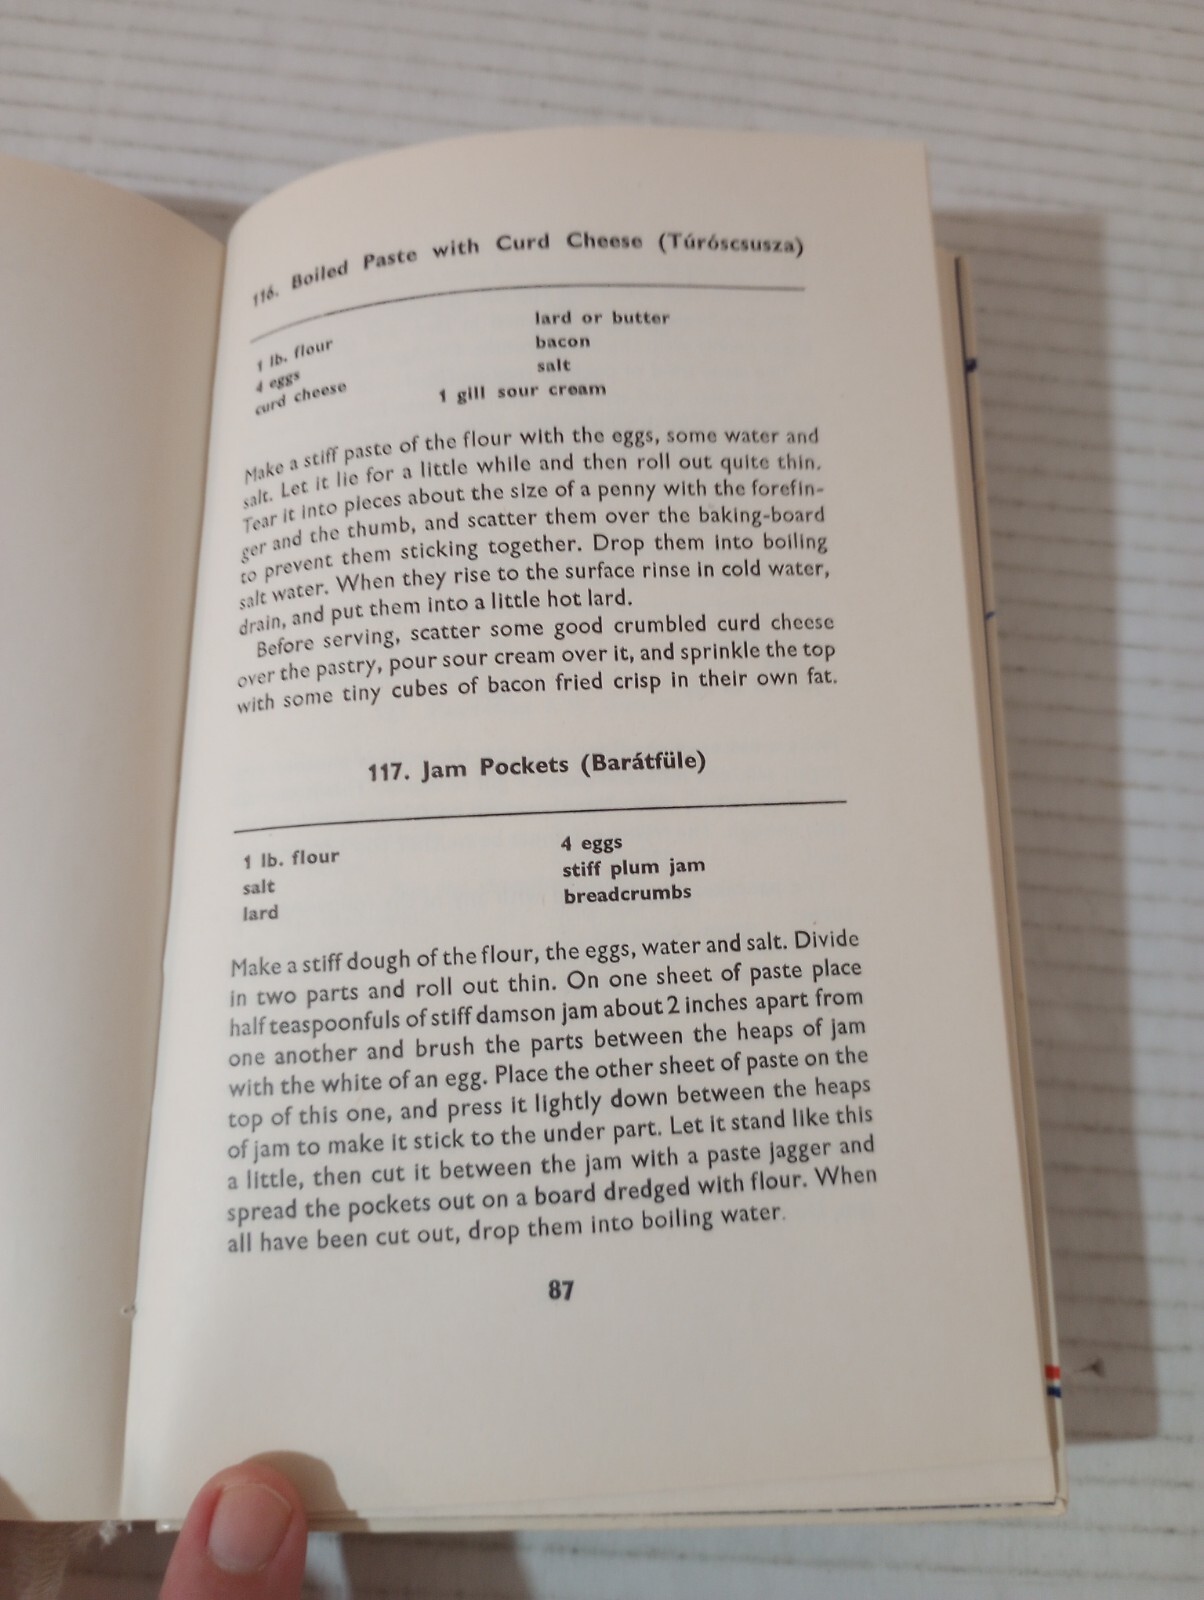 116. Boiled Paste with Curd Cheese (Túróscsusza)
1 lb. flour
4 eggs
curd cheese
lard or butter
bacon
salt
1 gill sour cream
Make a stiff paste of the flour with the eggs, some water and
salt. Let it lie for a little while and then roll out quite thin.
Tear it into pieces about the size of a penny with the forefin-
ger and the thumb, and scatter them over the baking-board
to prevent them sticking together. Drop them into boiling
salt water. When they rise to the surface rinse in cold water,
drain, and put them into a little hot lard.
Before serving, scatter some good crumbled curd cheese
over the pastry, pour sour cream over it, and sprinkle the top
with some tiny cubes of bacon fried crisp in their own fat.
117. Jam Pockets (Barátfüle)
1 lb. flour
salt
lard
4 eggs
stiff plum jam
breadcrumbs
Make a stiff dough of the flour, the eggs, water and salt. Divide
in two parts and roll out thin. On one sheet of paste place
half teaspoonfuls of stiff damson jam about 2 inches apart from
one another and brush the parts between the heaps of jam
with the white of an egg. Place the other sheet of paste on the
top of this one, and press it lightly down between the heaps
of jam to make it stick to the under part. Let it stand like this
a little, then cut it between the jam with a paste jagger and
spread the pockets out on a board dredged with flour. When
all have been cut out, drop them into boiling water.
87